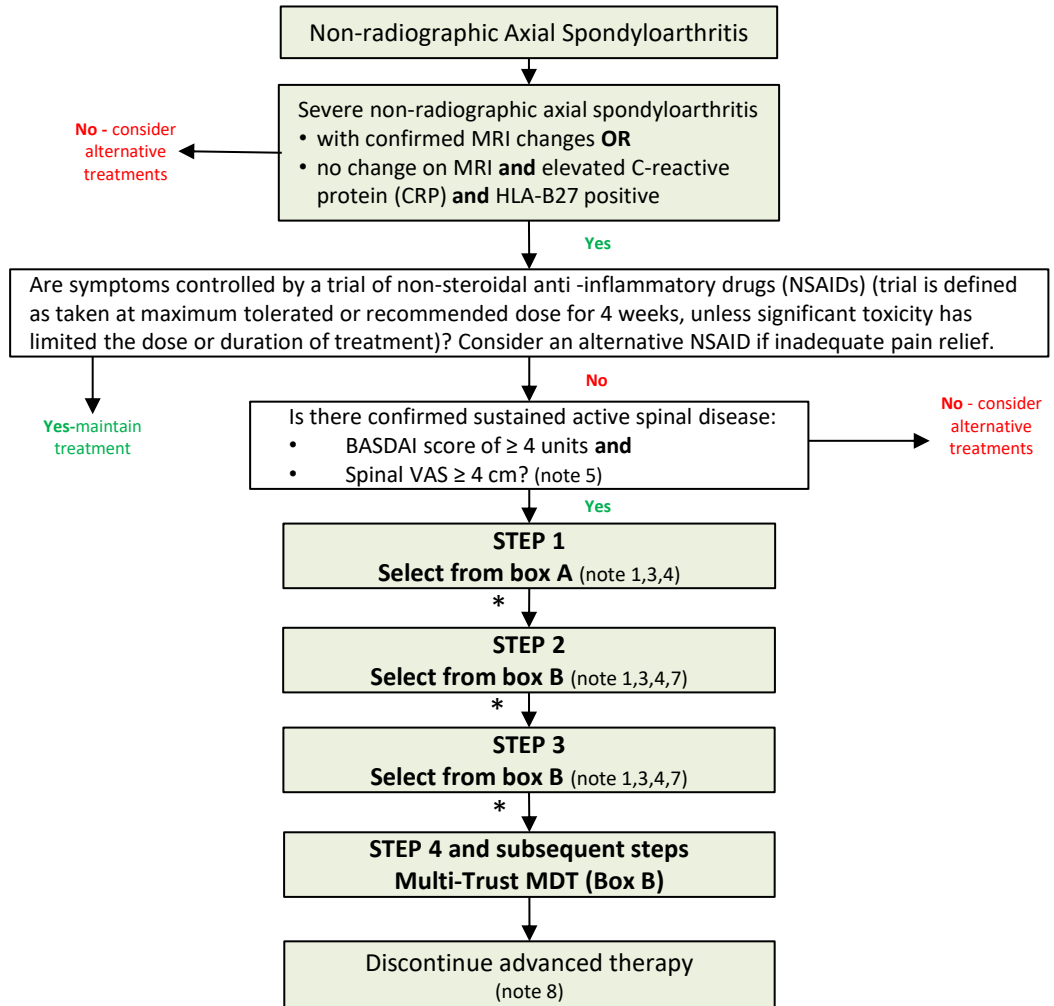 Non-radiographic Axial Spondyloarthritis
Severe non-radiographic axial spondyloarthritis
• with confirmed MRI changes OR
• no change on MRI and elevated C-reactive
protein (CRP) and HLA-B27 positive
No - consider
alternative
treatments
Yes
Are symptoms controlled by a trial of non-steroidal anti -inflammatory drugs (NSAIDs) (trial is defined
as taken at maximum tolerated or recommended dose for 4 weeks, unless significant toxicity has
limited the dose or duration of treatment)? Consider an alternative NSAID if inadequate pain relief.
No
Yes-maintain
treatment
Is there confirmed sustained active spinal disease:
• BASDAI score of ≥ 4 units and
• Spinal VAS ≥ 4 cm? (note 5)
No - consider
alternative
treatments
Yes
STEP 1
Select from box A (note 1,3,4)
*
STEP 2
Select from box B (note 1,3,4,7)
*
STEP 3
Select from box B (note 1,3,4,7)
*
STEP 4 and subsequent steps
Multi-Trust MDT (Box B)
Discontinue advanced therapy
(note 8)